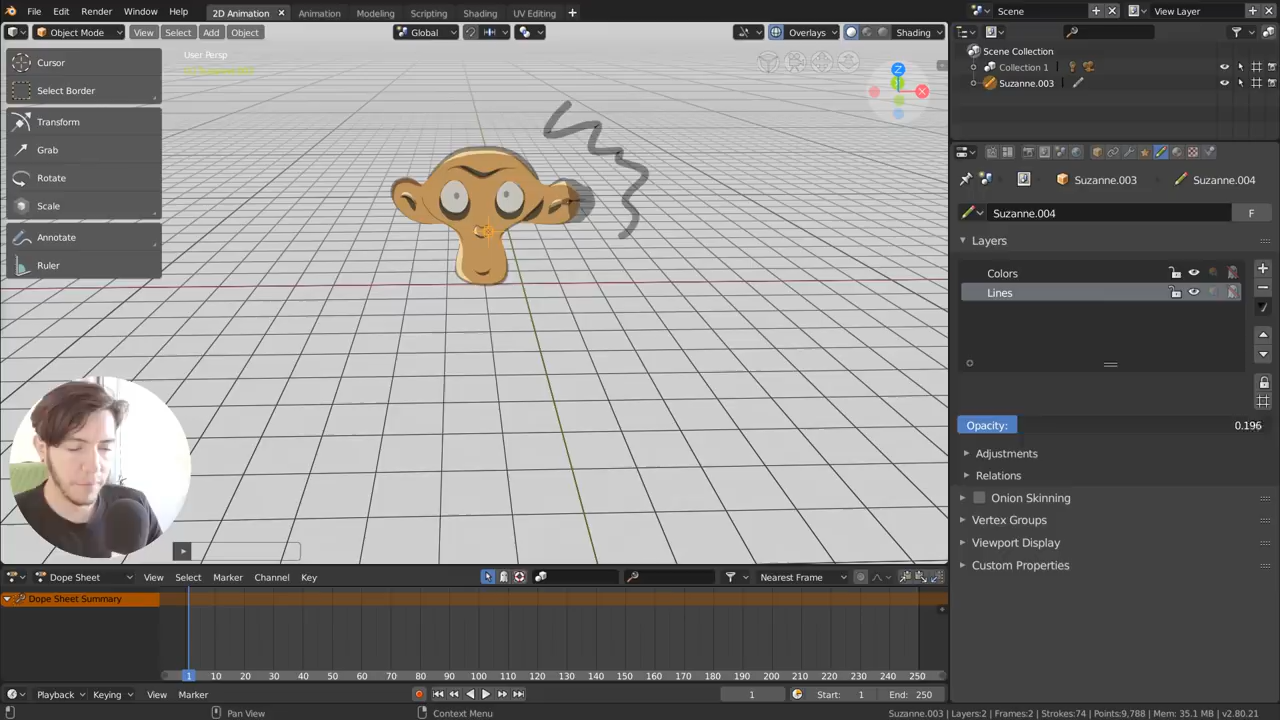 File Edit Render Window Help 2D Animation Animation Modeling Scripting Shading UV Editing Scene View Layer
Object Mode View Select Add Object Global Overlays Shading
User Persp
Cursor
Select Border
Transform
Grab
Rotate
Scale
Annotate
Ruler
Z
Y
X
Scene Collection
Collection 1
Suzanne.003
Suzanne.003 Suzanne.004
Suzanne.004 F
Layers
Colors
Lines
Opacity: 0.196
Adjustments
Relations
Onion Skinning
Vertex Groups
Viewport Display
Custom Properties
Dope Sheet View Select Marker Channel Key Nearest Frame
Dope Sheet Summary
1 10 20 30 40 50 60 70 80 90 100 110 120 130 140 150 160 170 180 190 200 210 220 230 240 250
Playback Keying View Marker 1 Start: 1 End: 250
Pan View Context Menu Suzanne.003 | Layers:2 | Frames:2 | Strokes:74 | Points:9,788 | Mem: 35.1 MB | v2.80.21